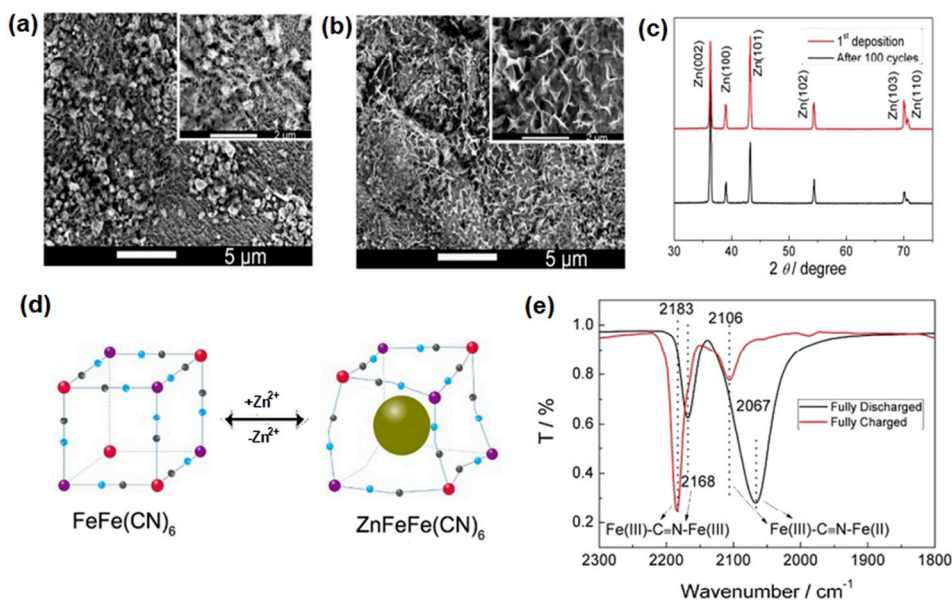 (a)
2 μm
5 μm
(b)
2 μm
5 μm
(c)
1st deposition
After 100 cycles
Zn(002)
Zn(100)
Zn(101)
Zn(102)
Zn(103)
Zn(110)
30 40 50 60 70
2 θ/ degree
(d)
+Zn2+
-Zn2+
FeFe(CN)6
ZnFeFe(CN)6
(e)
2183
2106
1.0
0.8
0.6
0.4
0.2
T / %
2067
2168
Fully Discharged
Fully Charged
Fe(III)-C≡N-Fe(III)
Fe(III)-C≡N-Fe(II)
2300 2200 2100 2000 1900 1800
Wavenumber / cm-1